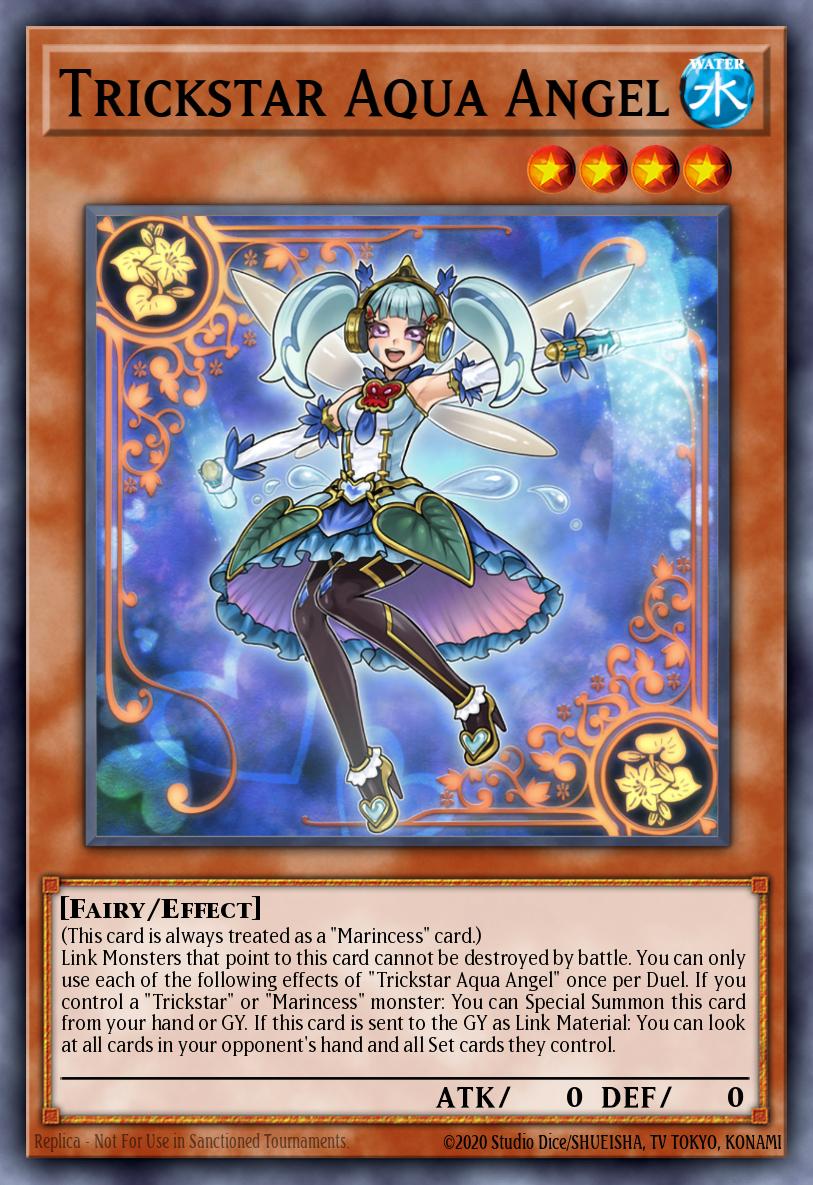 Trickstar Aqua Angel
WATER
水
[Fairy/Effect]
(This card is always treated as a "Marincess" card.)
Link Monsters that point to this card cannot be destroyed by battle. You can only
use each of the following effects of "Trickstar Aqua Angel" once per Duel. If you
control a "Trickstar" or "Marincess" monster: You can Special Summon this card
from your hand or GY. If this card is sent to the GY as Link Material: You can look
at all cards in your opponent's hand and all Set cards they control.
ATK/ 0 DEF/ 0
Replica - Not For Use in Sanctioned Tournaments.
©2020 Studio Dice/SHUEISHA, TV TOKYO, KONAMI